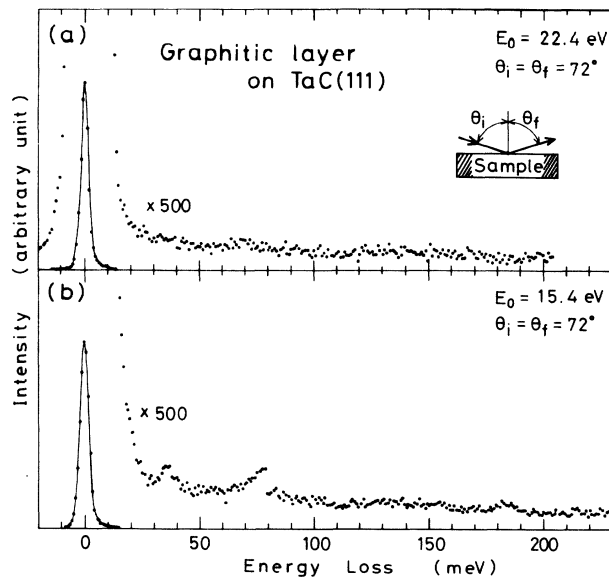 (a)
Graphitic layer
on TaC(111)
E₀ = 22.4 eV
θᵢ = θf = 72°
θᵢ θf
Sample
× 500
(b)
E₀ = 15.4 eV
θᵢ = θf = 72°
× 500
Intensity (arbitrary unit)
0 50 100 150 200
Energy Loss (meV)